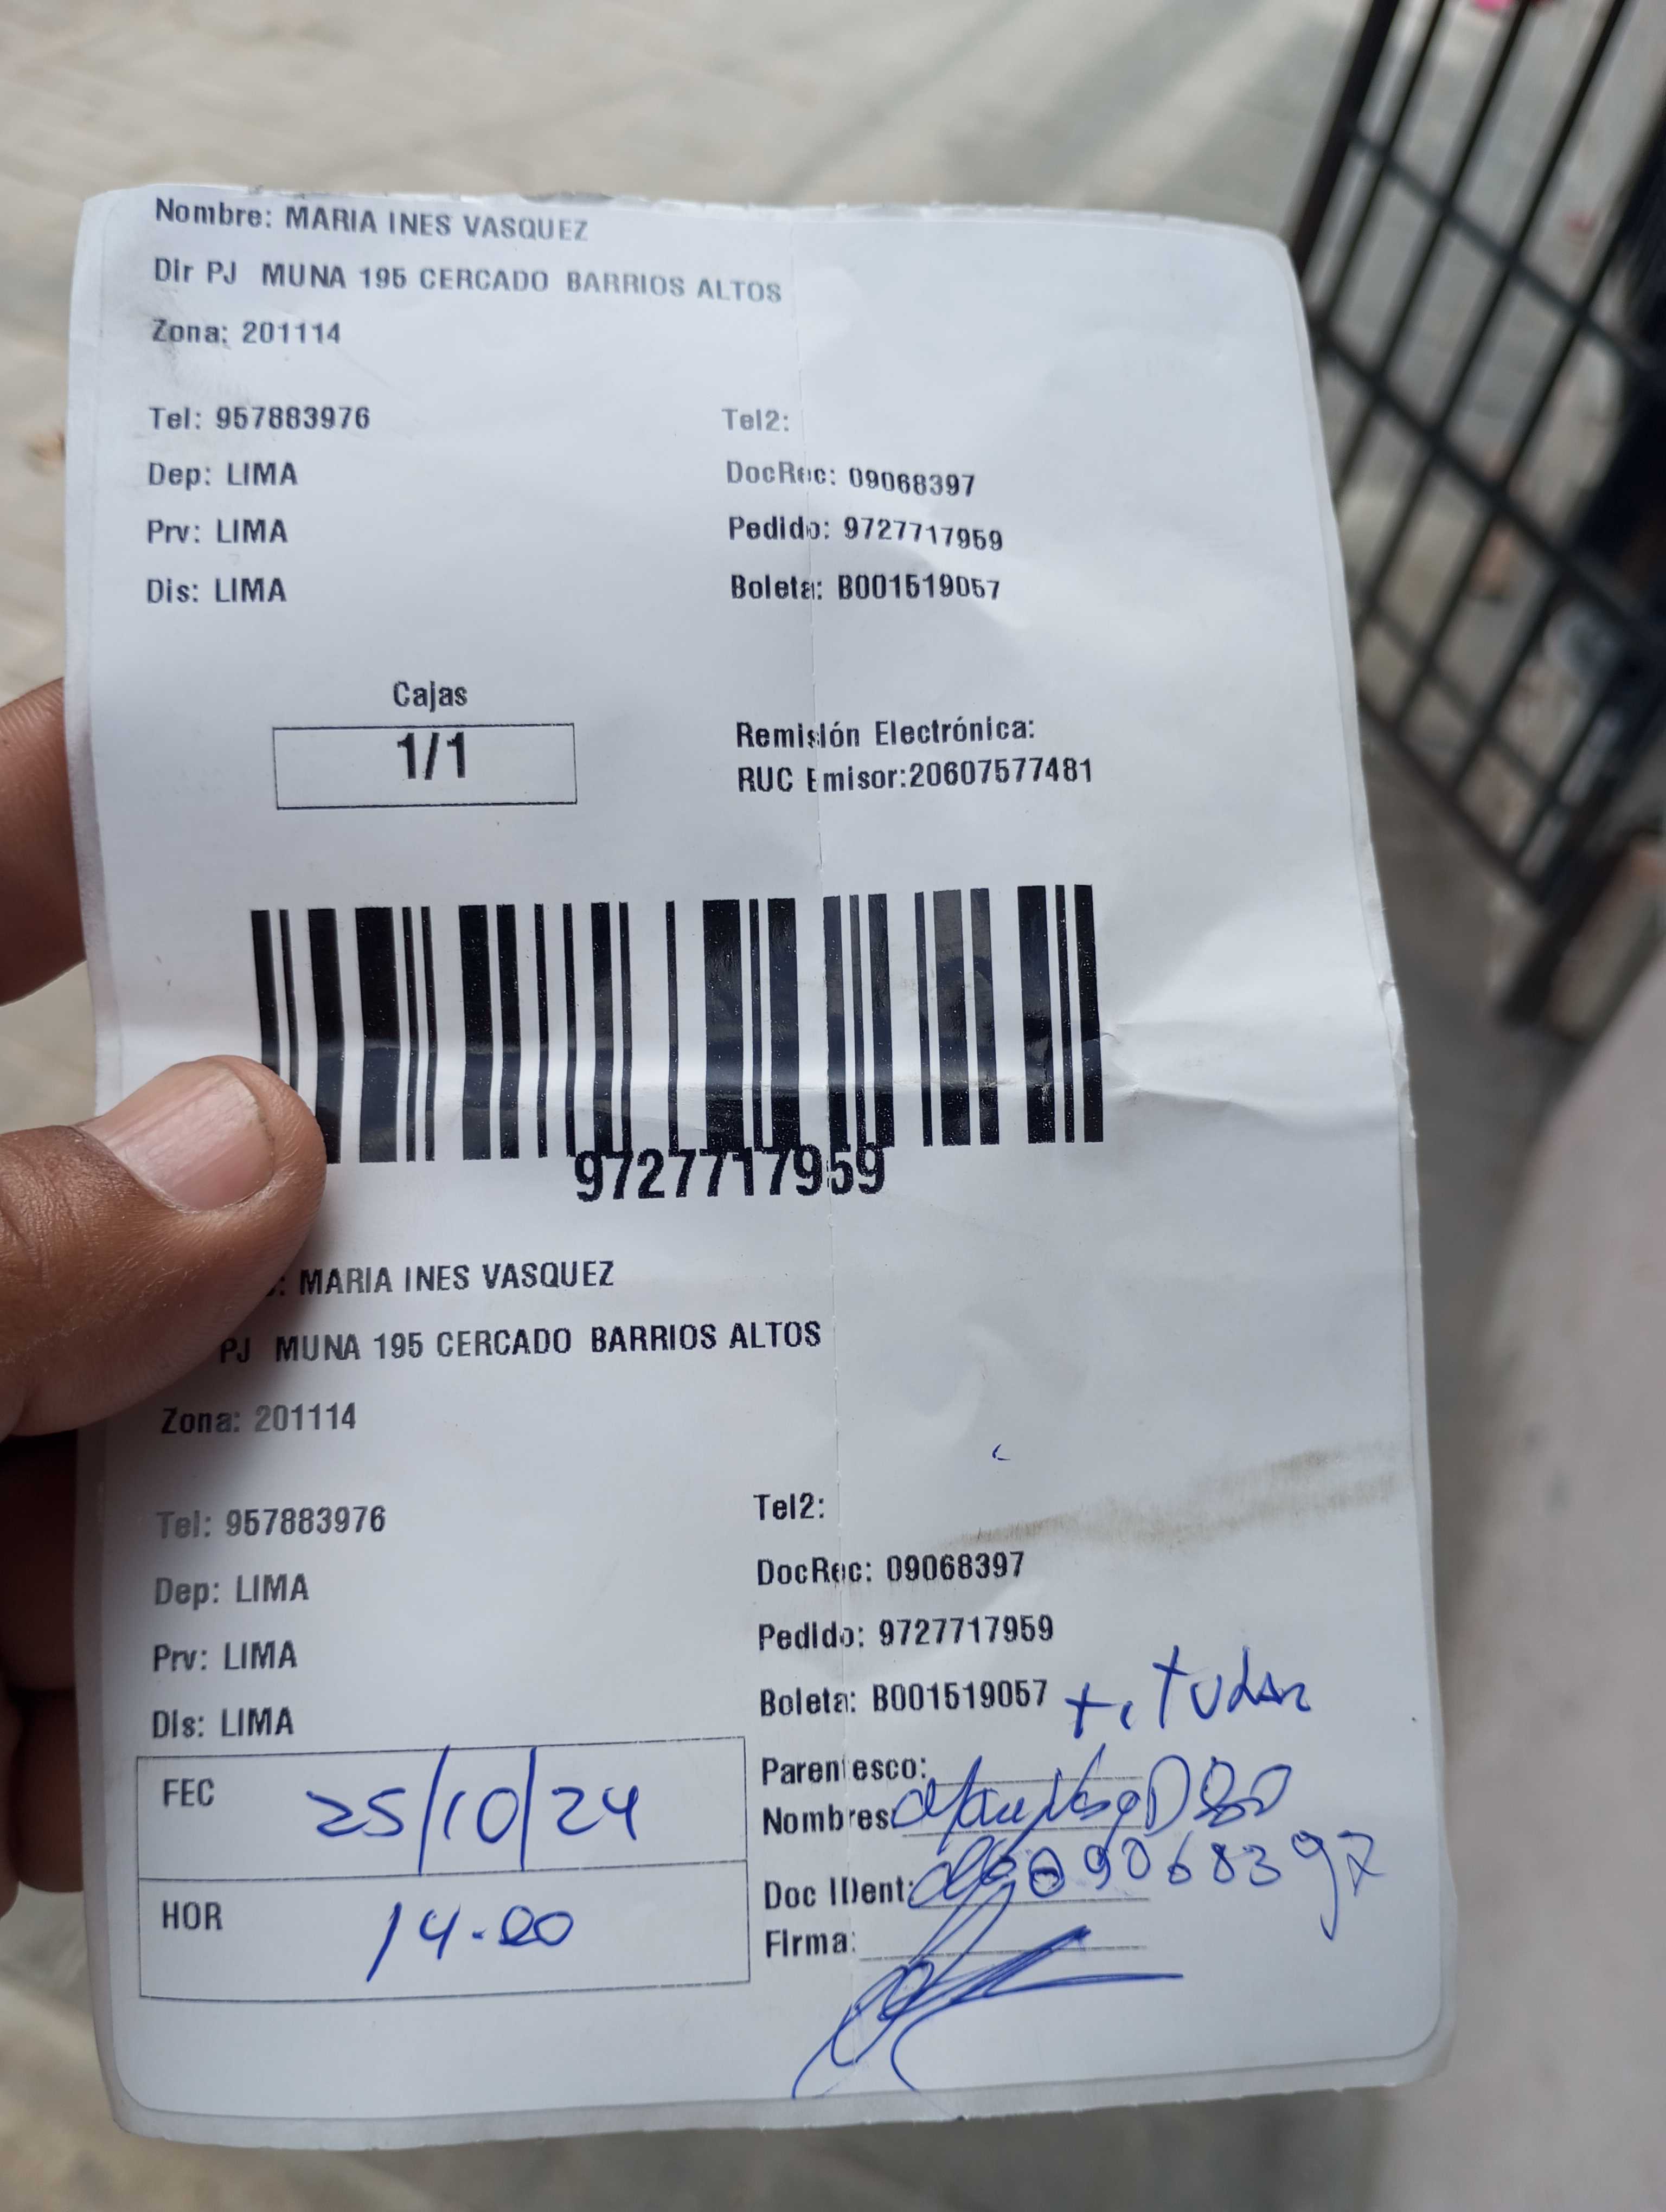 Nombre: MARIA INES VASQUEZ
Dir PJ MUNA 195 CERCADO BARRIOS ALTOS
Zona: 201114
Tel: 957883976 Tel2:
Dep: LIMA DocRec: 09068397
Prv: LIMA Pedido: 9727717959
Dis: LIMA Boleta: B001519057
Cajas
1/1
Remisión Electrónica:
RUC Emisor:20607577481
9727717959
: MARIA INES VASQUEZ
PJ MUNA 195 CERCADO BARRIOS ALTOS
Zona: 201114
Tel: 957883976 Tel2:
Dep: LIMA DocRec: 09068397
Prv: LIMA Pedido: 9727717959
Dis: LIMA Boleta: B001519057
Parentesco:
FEC 25/10/24 Nombres:
Doc IDent: 09068397
HOR 14.00 Firma: